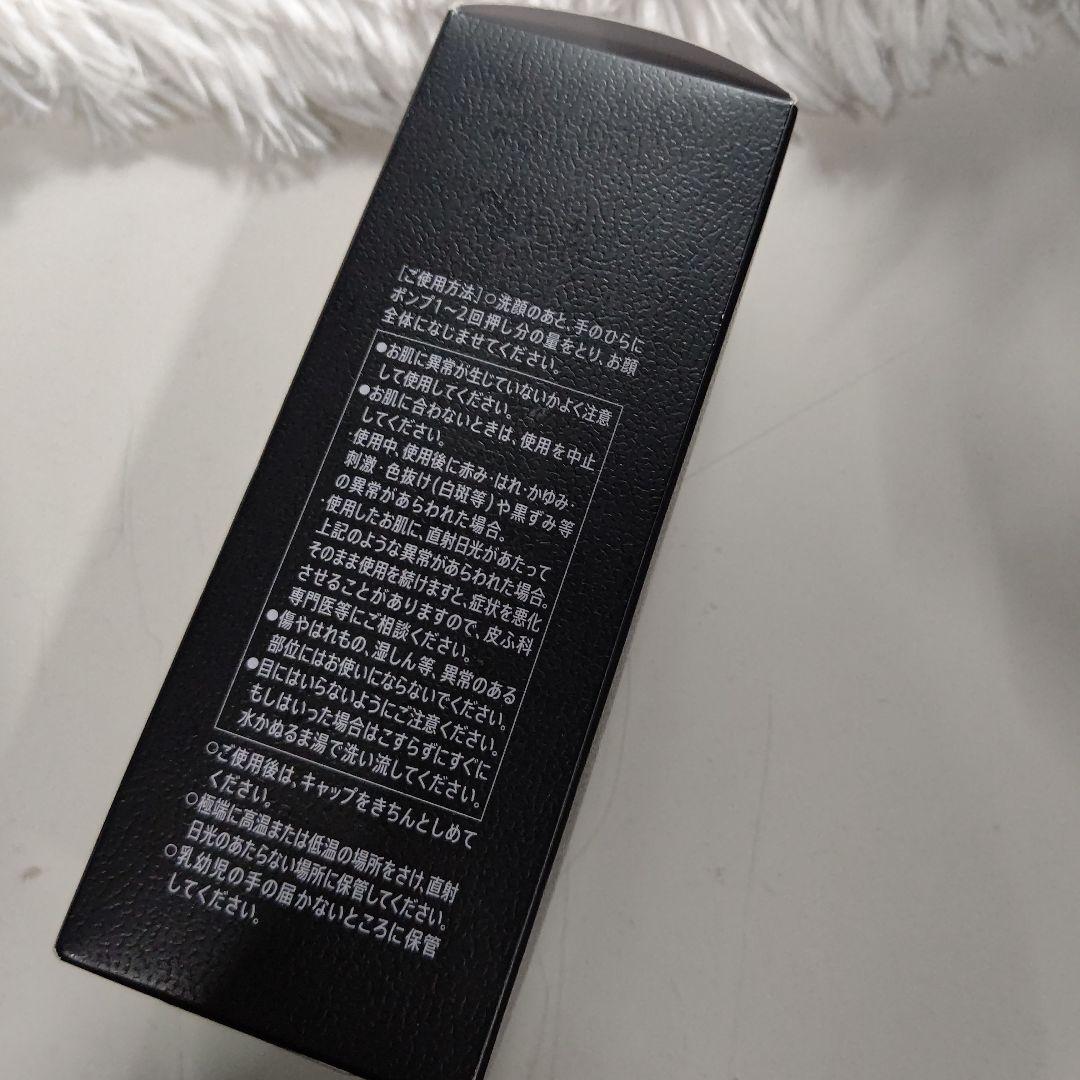 [ご使用方法]○洗顔のあと、手のひらに
ポンプ1〜2回押し分の量をとり、お顔
全体になじませてください。
●お肌に異常が生じていないかよく注意
して使用してください。
●お肌に合わないときは、使用を中止
してください。
・使用中、使用後に赤み・はれ・かゆみ・
刺激・色抜け(白斑等)や黒ずみ等
の異常があらわれた場合。
・使用したお肌に、直射日光があたって
上記のような異常があらわれた場合。
そのまま使用を続けますと、症状を悪化
させることがありますので、皮ふ科
専門医等にご相談ください。
●傷やはれもの、湿しん等、異常のある
部位にはお使いにならないでください。
●目にはいらないようにご注意ください。
もしはいった場合はこすらずにすぐに
水かぬるま湯で洗い流してください。
○ご使用後は、キャップをきちんとしめて
ください。
○極端に高温または低温の場所をさけ、直射
日光のあたらない場所に保管してください。
○乳幼児の手の届かないところに保管
してください。